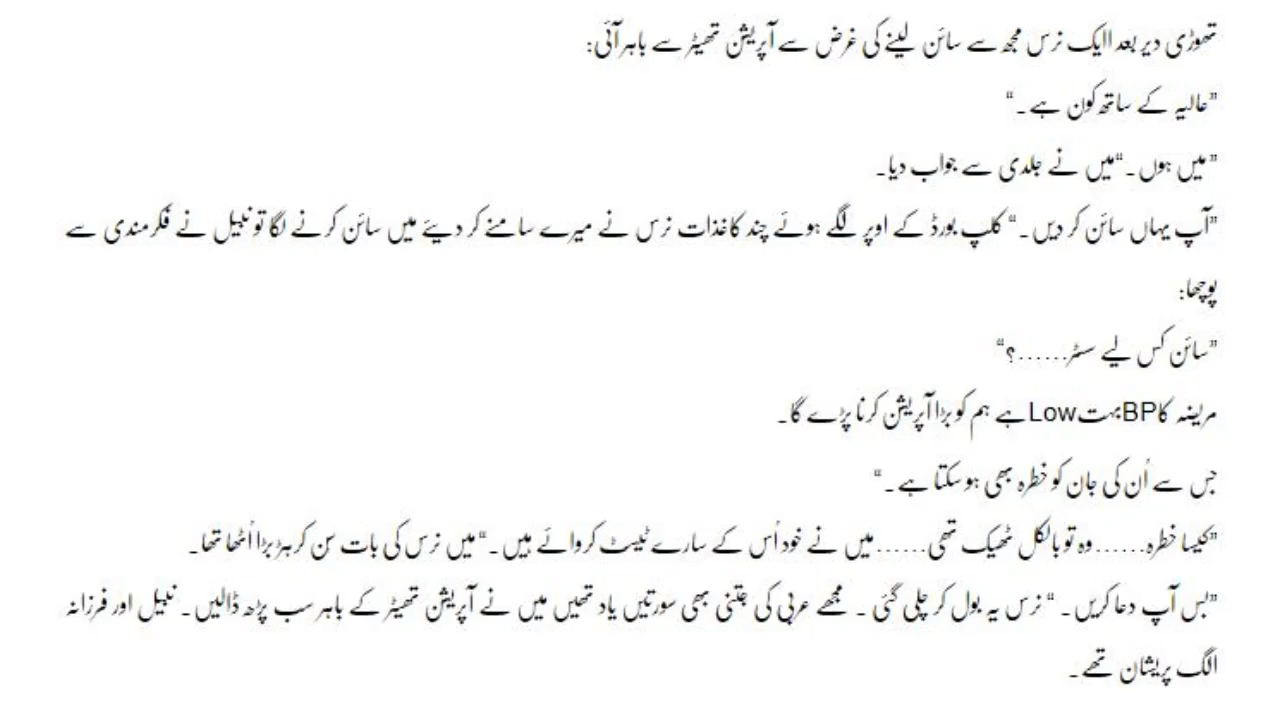 تھوڑی دیر بعد اایک نرس مجھ سے سائن لینے کی غرض سے آپریشن تھیٹر سے باہر آئی:
”عالیہ کے ساتھ کون ہے۔“
”میں ہوں۔“میں نے جلدی سے جواب دیا۔
”آپ یہاں سائن کر دیں۔“ کلپ بورڈ کے اوپر لگے ہوئے چند کاغذات نرس نے میرے سامنے کر دیئے میں سائن کرنے لگا تو نبیل نے فکرمندی سے
پوچھا:
”سائن کس لیے سسٹر……؟“
مریضہ کاBPبہتLowہے ہم کو بڑا آپریشن کرنا پڑے گا۔
جس سے اُن کی جان کو خطرہ بھی ہو سکتا ہے۔“
”کیسا خطرہ……وہ تو بالکل ٹھیک تھی……میں نے خود اُس کے سارے ٹیسٹ کروائے ہیں۔“میں نرس کی بات سن کر ہڑبڑا اُٹھا تھا۔
”بس آپ دعا کریں۔ “ نرس یہ بول کر چلی گئی ۔ مجھے عربی کی جتنی بھی سورتیں یاد تھیں میں نے آپریشن تھیٹر کے باہر سب پڑھ ڈالیں۔ نبیل اور فرزانہ
الگ پریشان تھے۔